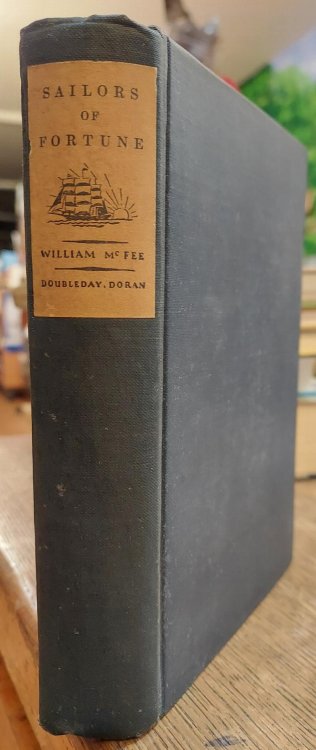 SAILORS
OF
FORTUNE
WILLIAM McFEE
DOUBLEDAY, DORAN